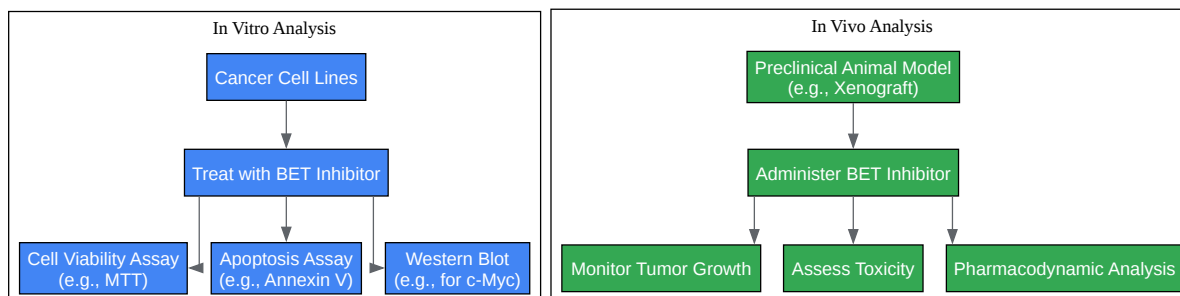 In Vitro Analysis
Cancer Cell Lines
Treat with BET Inhibitor
Cell Viability Assay
(e.g., MTT)
Apoptosis Assay
(e.g., Annexin V)
Western Blot
(e.g., for c-Myc)
In Vivo Analysis
Preclinical Animal Model
(e.g., Xenograft)
Administer BET Inhibitor
Monitor Tumor Growth
Assess Toxicity
Pharmacodynamic Analysis